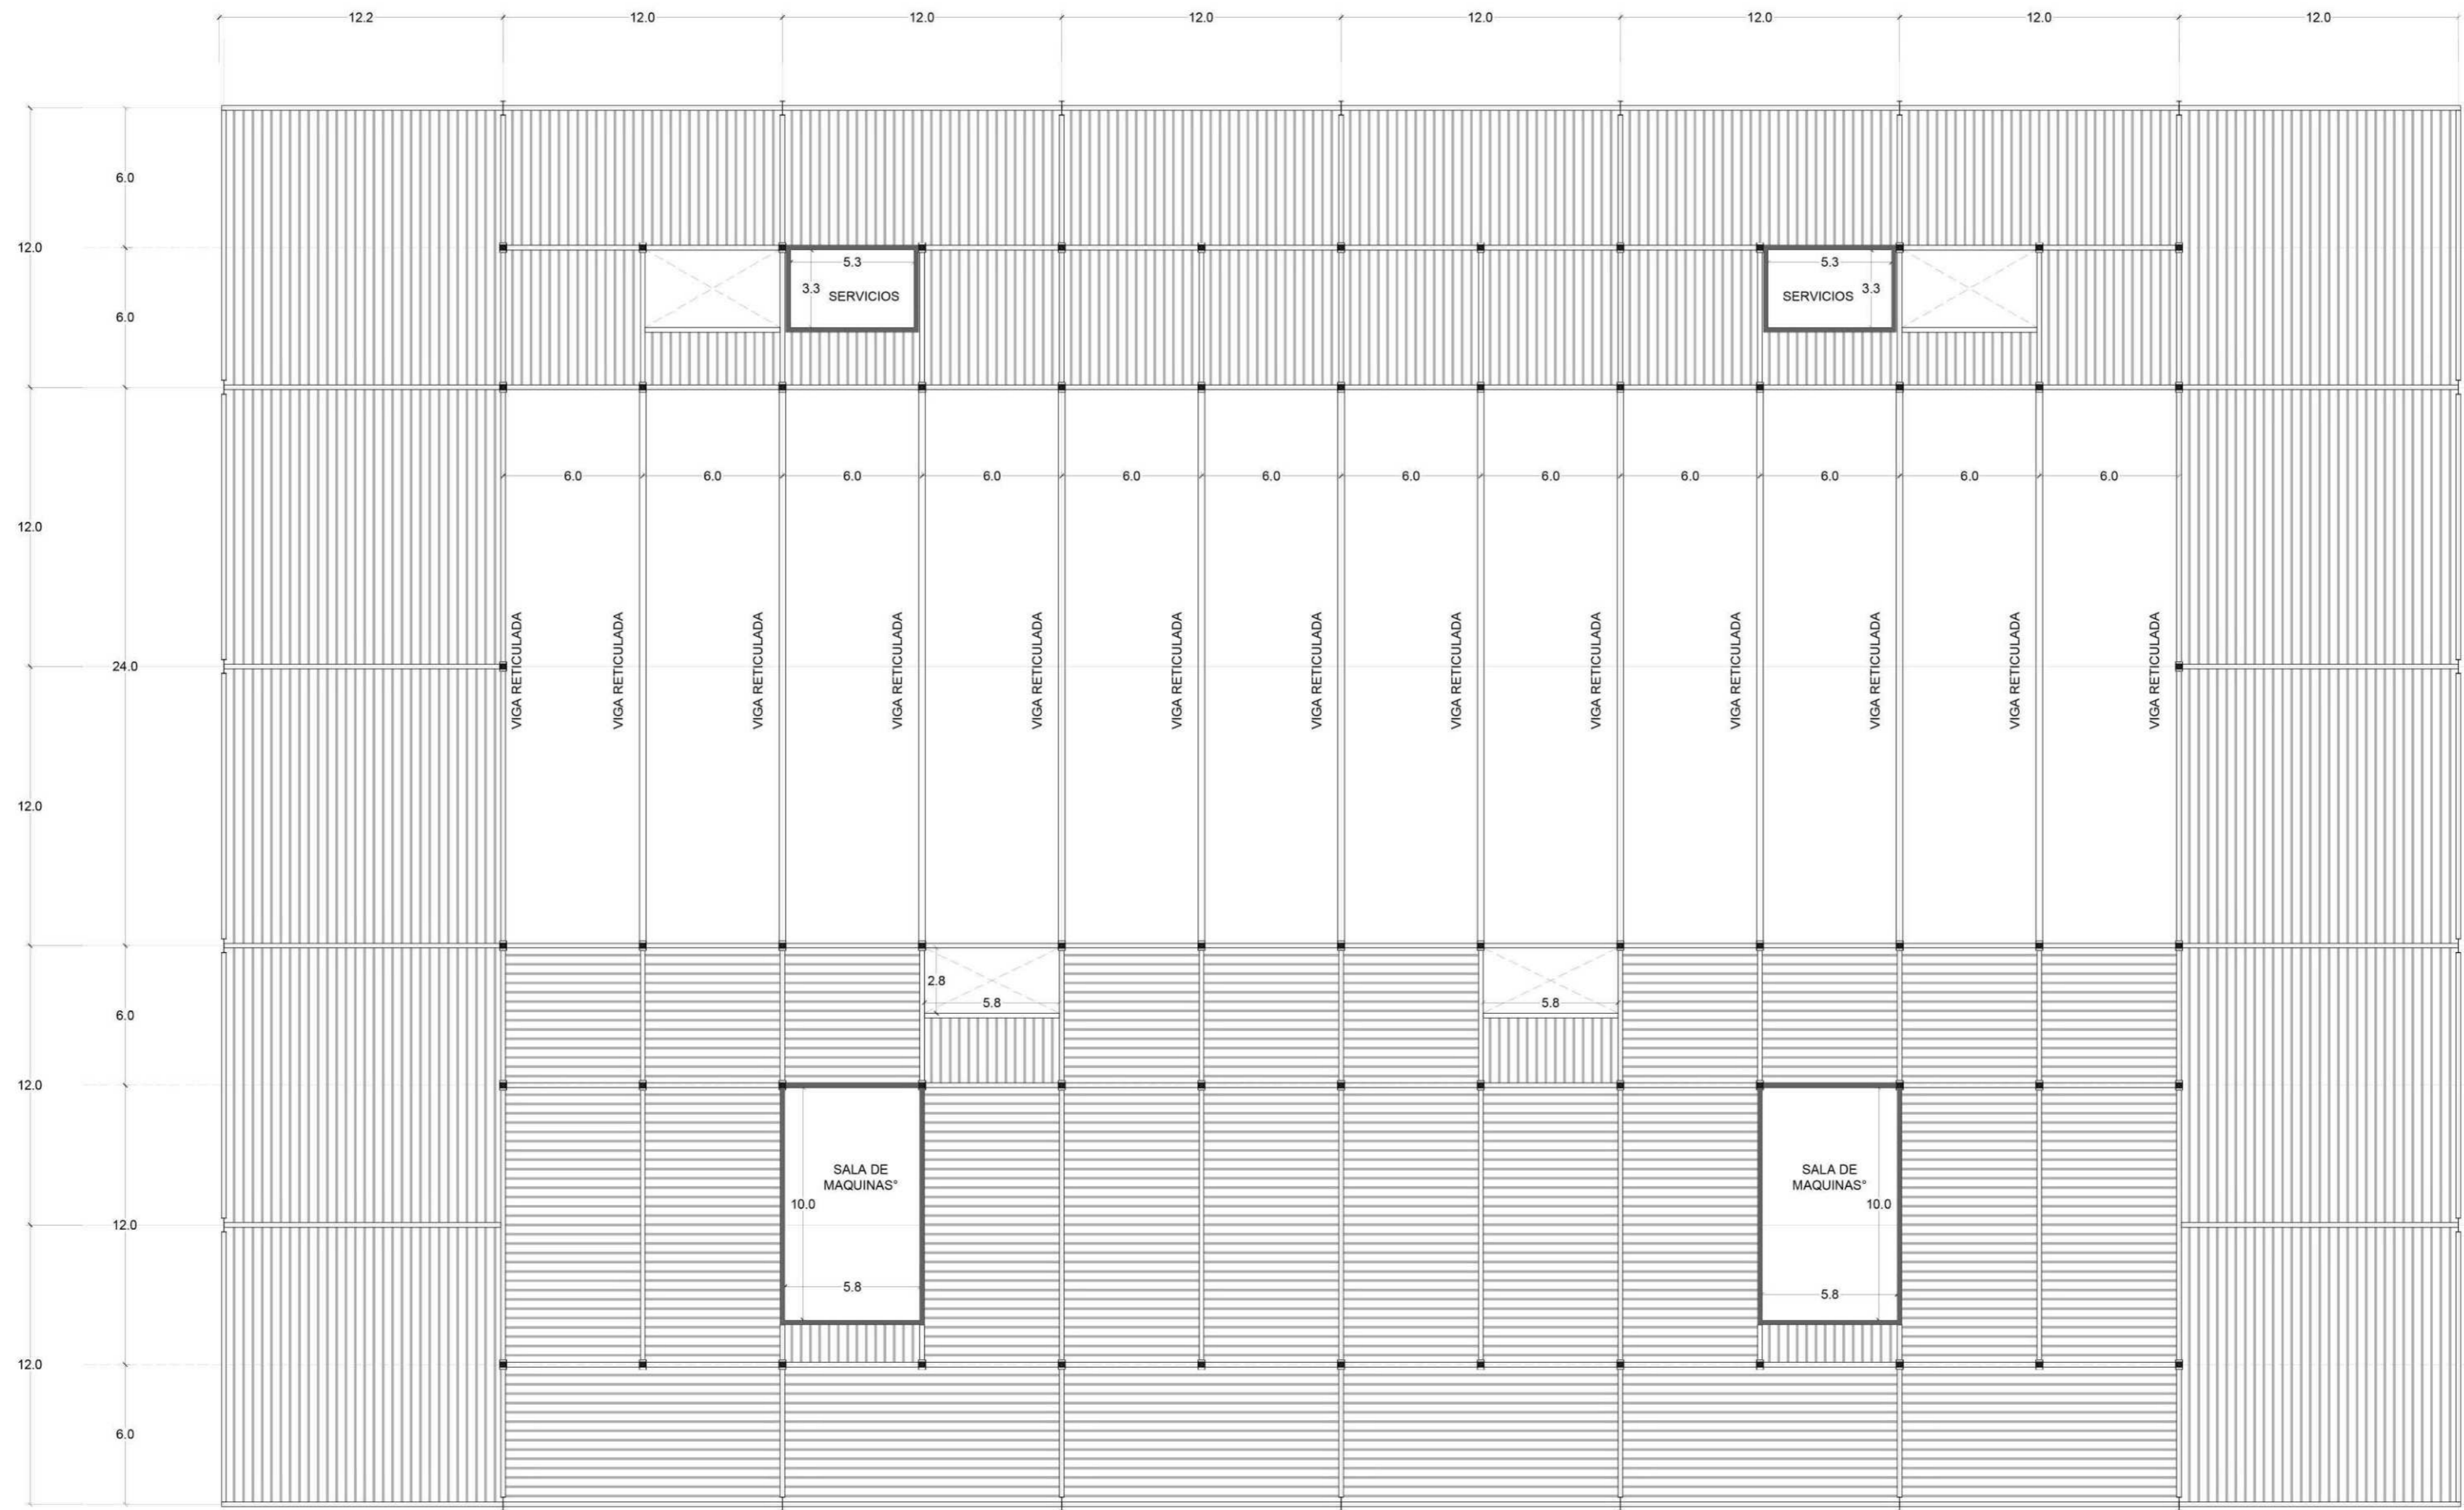 12.2 12.0 12.0 12.0 12.0 12.0 12.0 12.0
6.0
12.0
5.3 5.3
3.3 SERVICIOS SERVICIOS 3.3
6.0
6.0 6.0 6.0 6.0 6.0 6.0 6.0 6.0 6.0 6.0 6.0 6.0
12.0
VIGA RETICULADA
VIGA RETICULADA
VIGA RETICULADA
VIGA RETICULADA
VIGA RETICULADA
VIGA RETICULADA
VIGA RETICULADA
VIGA RETICULADA
VIGA RETICULADA
VIGA RETICULADA
VIGA RETICULADA
VIGA RETICULADA
VIGA RETICULADA
24.0
12.0
2.8
5.8 5.8
6.0
12.0
SALA DE
MAQUINAS°
SALA DE
MAQUINAS°
10.0 10.0
12.0
5.8 5.8
12.0
6.0